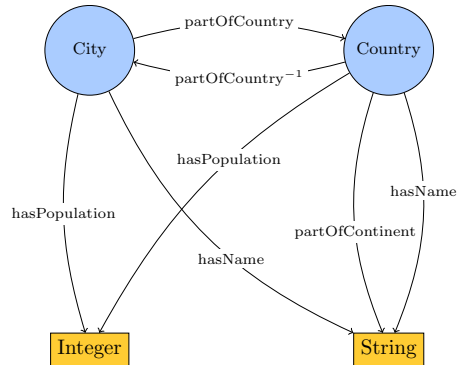 partOfCountry
City
Country
partOfCountry⁻¹
hasPopulation
hasName
hasPopulation
partOfContinent
hasName
Integer
String